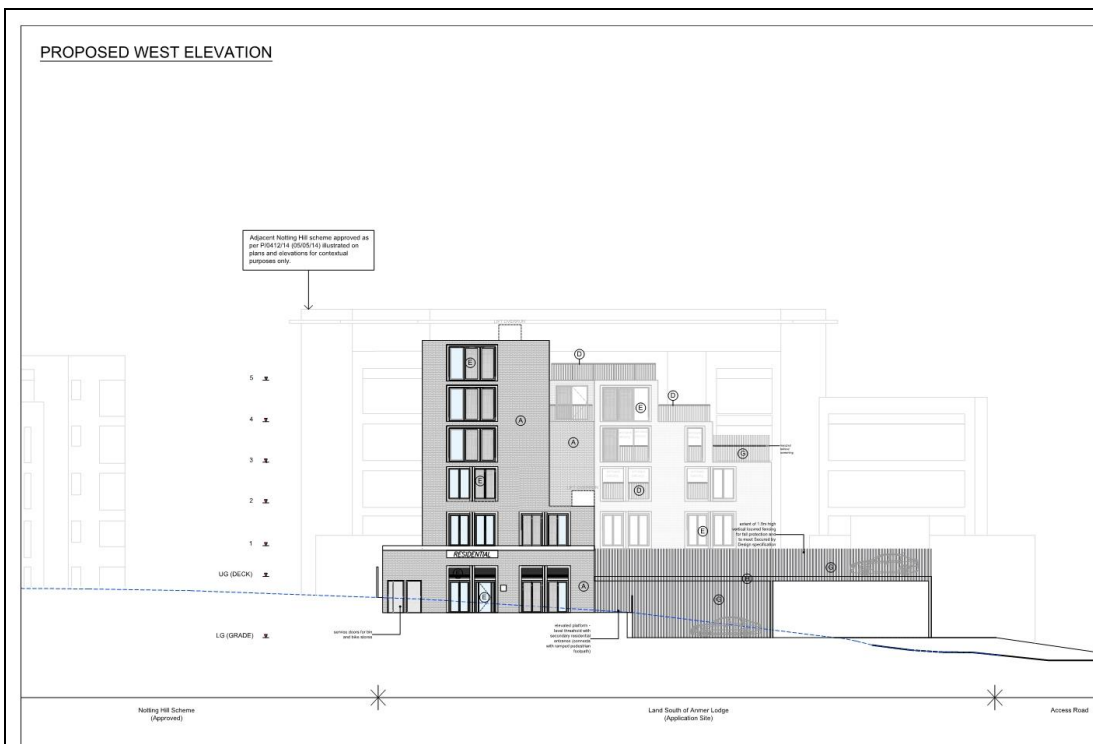 PROPOSED WEST ELEVATION
Adjacent Notting Hill scheme approved as
per P/0412/14 (05/05/14) illustrated on
plans and elevations for contextual
purposes only.
LIFT OVERRUN
D
5
E
D
4
E
A
A
3
G
E
LIFT OVERRUN
D
2
E
extent of 1.8m high
vertical louvred fencing
for fall protection and
to meet Secured by
Design specification
1
RESIDENTIAL
G
UG (DECK)
H
A
E
G
service doors for bin
and bike stores
elevated platform -
level threshold with
secondary residential
entrance (connects
with ramped pedestrian
footpath)
LG (GRADE)
Notting Hill Scheme
(Approved)
Land South of Anmer Lodge
(Application Site)
Access Road